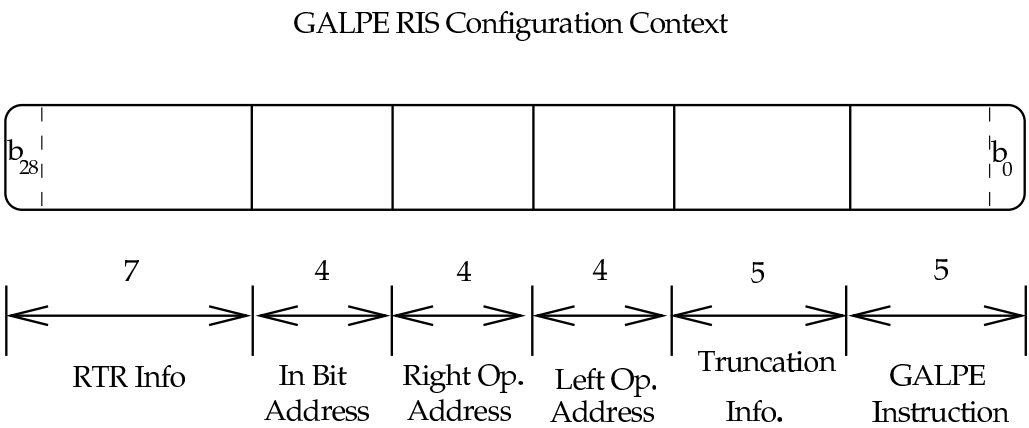 GALPE RIS Configuration Context
b28 b0
7 4 4 4 5 5
RTR Info In Bit Right Op. Left Op. Truncation GALPE
Address Address Address Info. Instruction